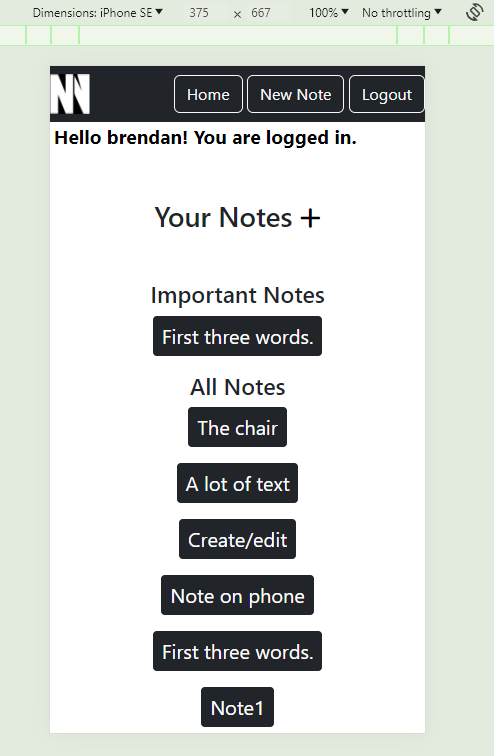 Dimensions: iPhone SE ▼ 375 × 667 100% ▼ No throttling ▼
NN Home New Note Logout
Hello brendan! You are logged in.
Your Notes +
Important Notes
First three words.
All Notes
The chair
A lot of text
Create/edit
Note on phone
First three words.
Note1